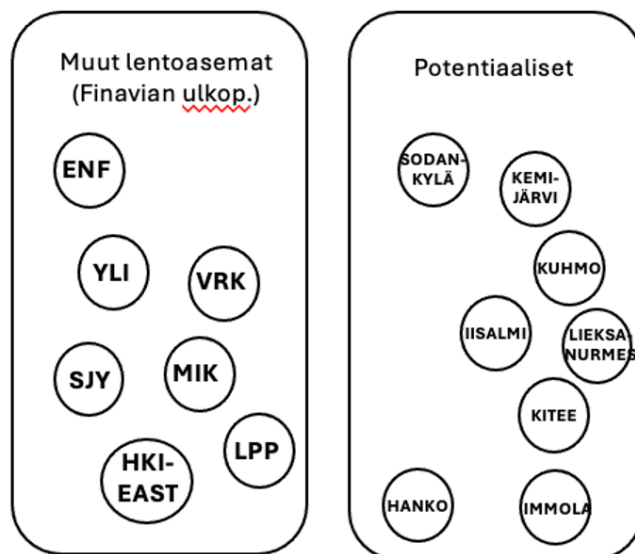 Muut lentoasemat
(Finavian ulkop.)
ENF
YLI
VRK
SJY
MIK
LPP
HKI-
EAST
Potentiaaliset
SODAN-
KYLÄ
KEMI-
JÄRVI
KUHMO
IISALMI
LIEKSA-
NURMES
KITEE
HANKO
IMMOLA